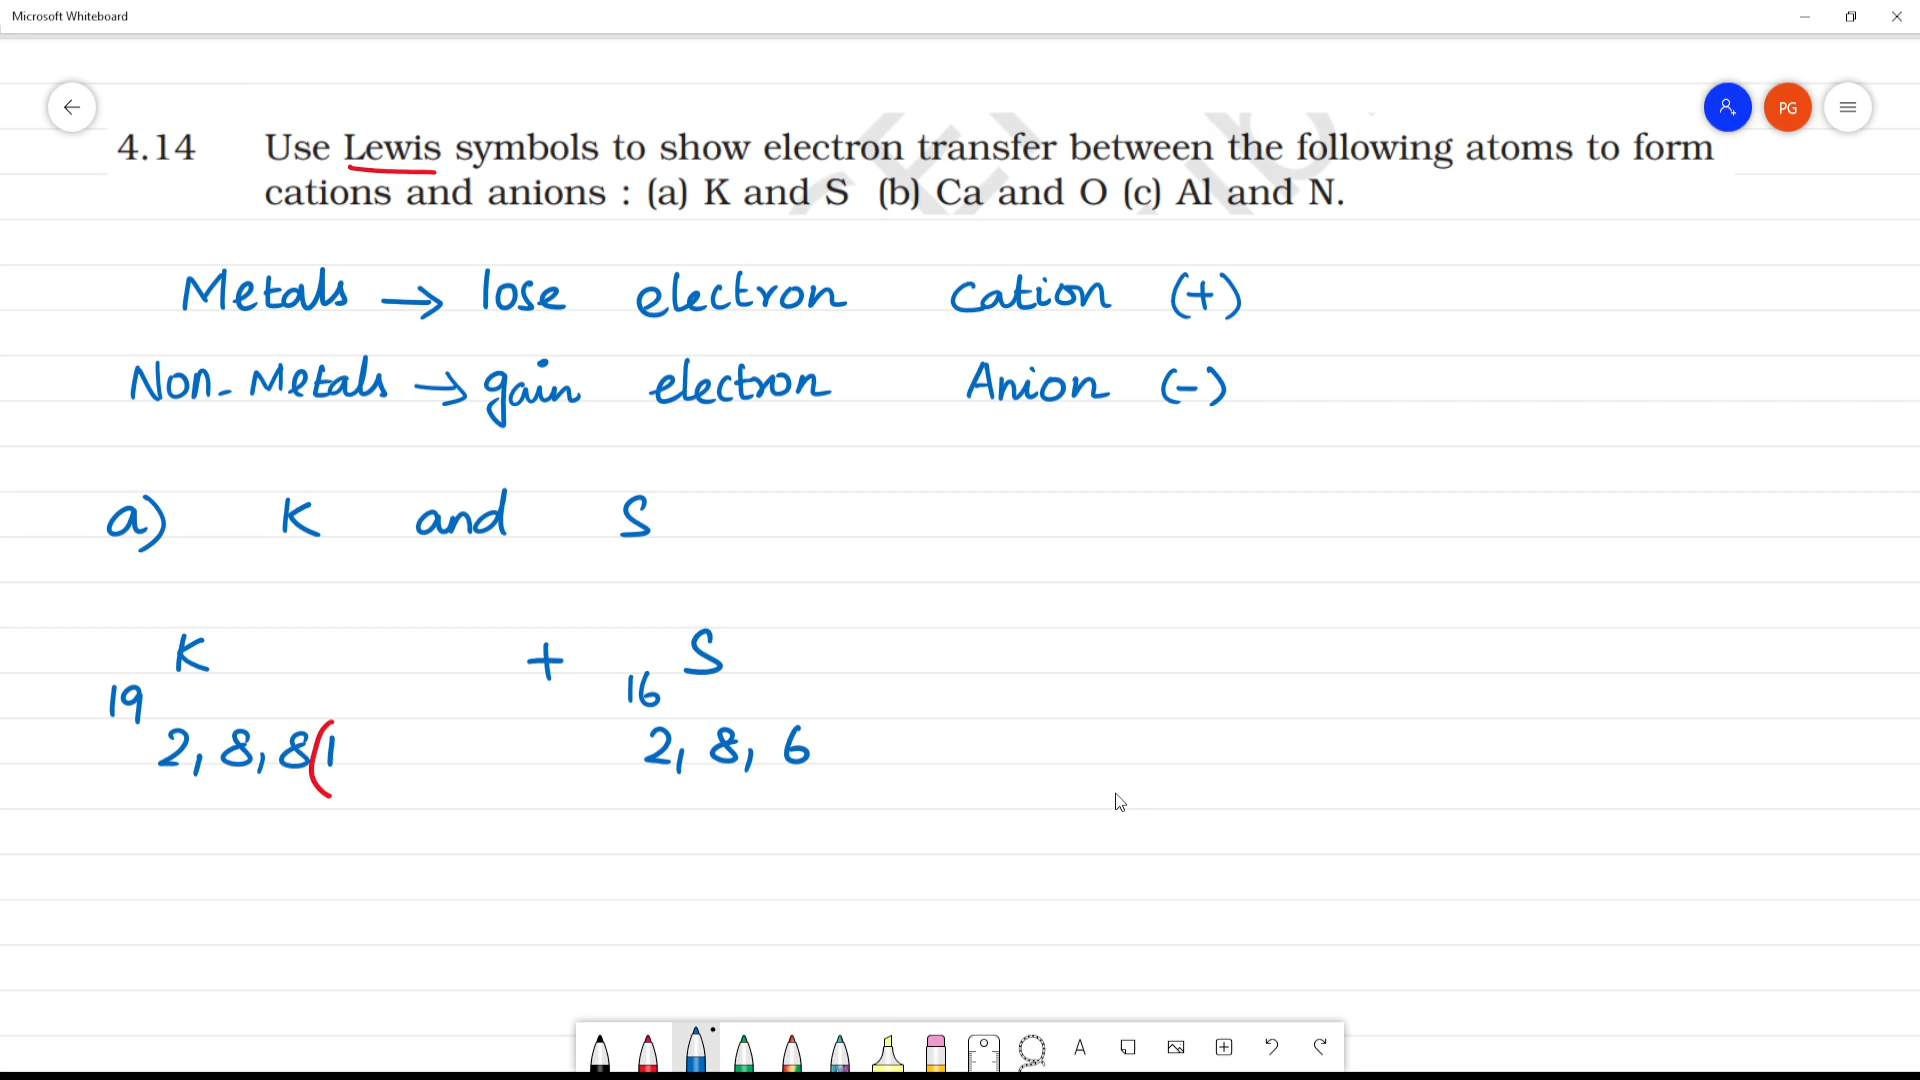 Microsoft Whiteboard
PG
4.14 Use Lewis symbols to show electron transfer between the following atoms to form
cations and anions : (a) K and S (b) Ca and O (c) Al and N.
Metals → lose electron Cation (+)
Non-Metals → gain electron Anion (-)
a) K and S
K + S
19 16
2, 8, 8(1 2, 8, 6
A